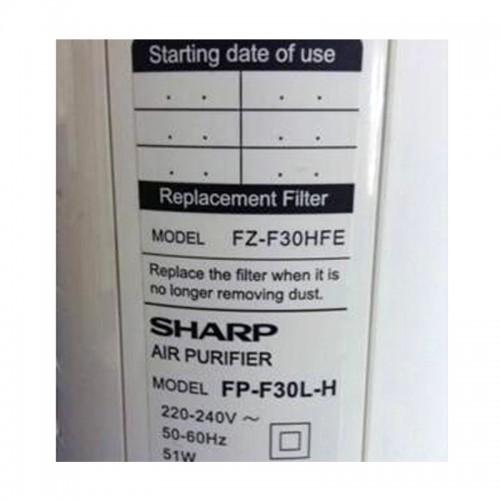 Starting date of use
. . . .
. . . .
. . . .
Replacement Filter
MODEL FZ-F30HFE
Replace the filter when it is
no longer removing dust.
SHARP
AIR PURIFIER
MODEL FP-F30L-H
220-240V ～
50-60Hz
51W